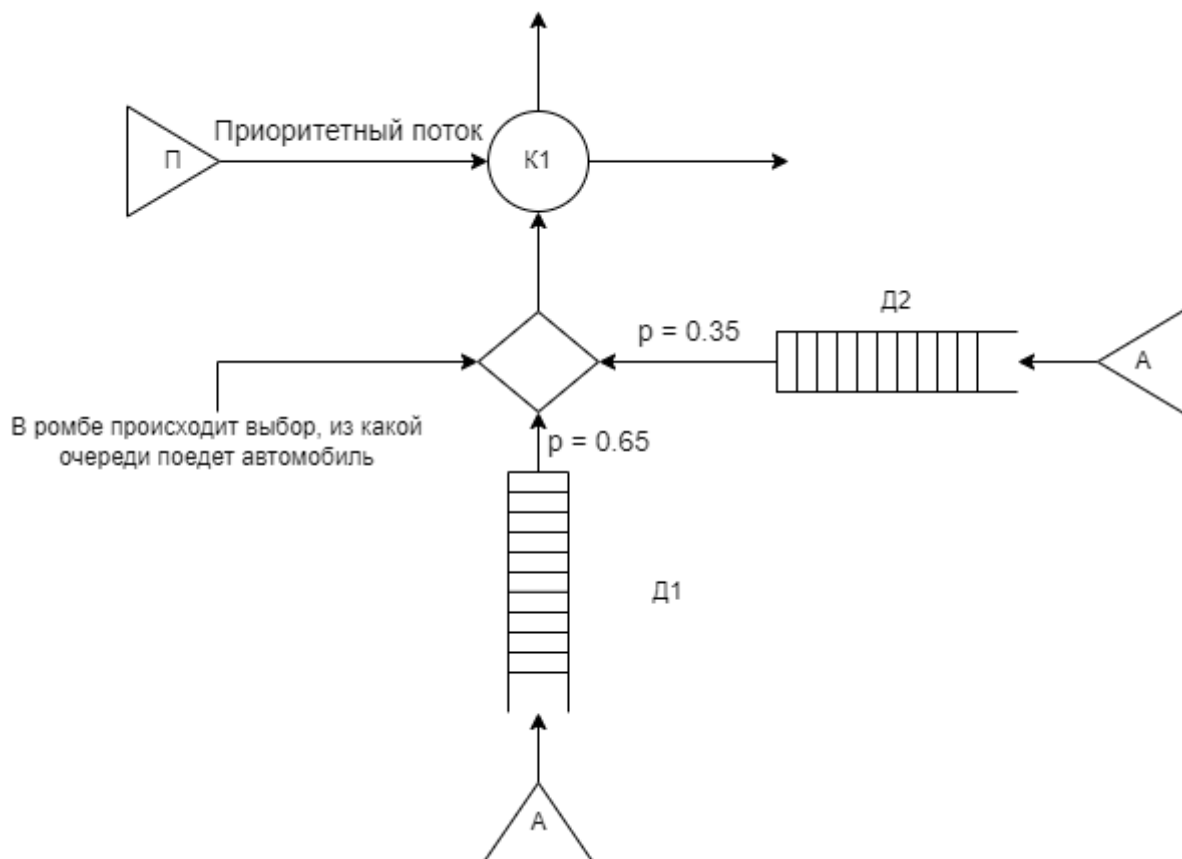 Приоритетный поток
П
К1
Д2
p = 0.35
А
В ромбе происходит выбор, из какой
очереди поедет автомобиль
p = 0.65
Д1
А